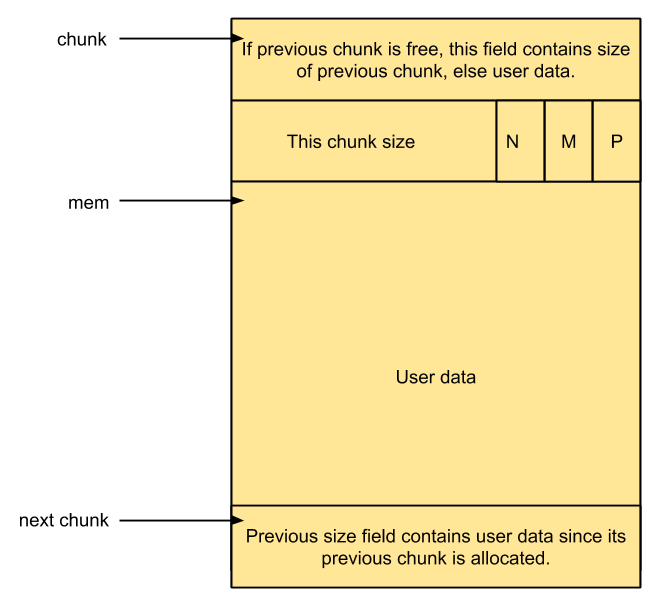 chunk
If previous chunk is free, this field contains size
of previous chunk, else user data.
This chunk size
N
M
P
mem
User data
next chunk
Previous size field contains user data since its
previous chunk is allocated.